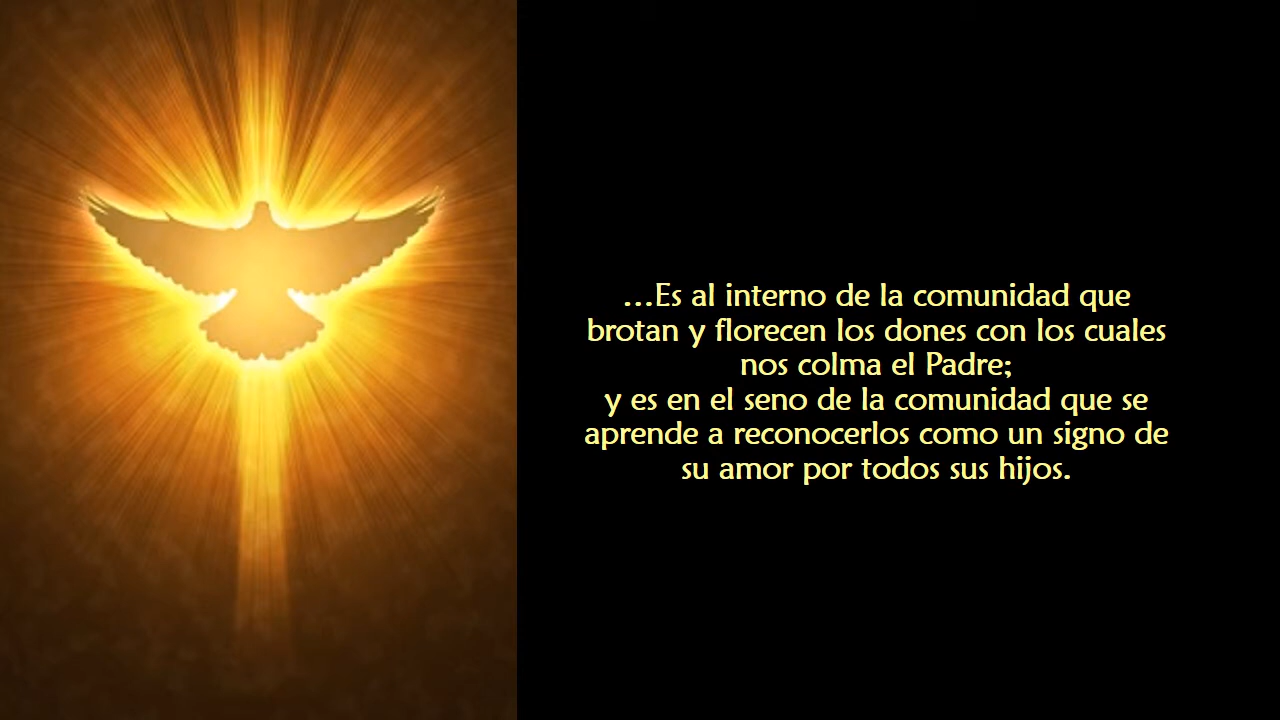 ...Es al interno de la comunidad que
brotan y florecen los dones con los cuales
nos colma el Padre;
y es en el seno de la comunidad que se
aprende a reconocerlos como un signo de
su amor por todos sus hijos.